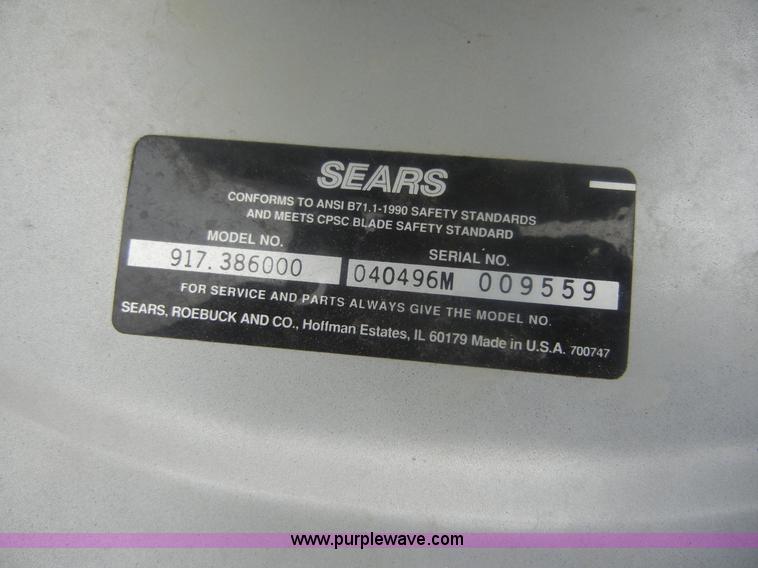 SEARS
CONFORMS TO ANSI B71.1-1990 SAFETY STANDARDS
AND MEETS CPSC BLADE SAFETY STANDARD
MODEL NO. SERIAL NO.
917.386000 040496M 009559
FOR SERVICE AND PARTS ALWAYS GIVE THE MODEL NO.
SEARS, ROEBUCK AND CO., Hoffman Estates, IL 60179 Made in U.S.A. 700747
www.purplewave.com